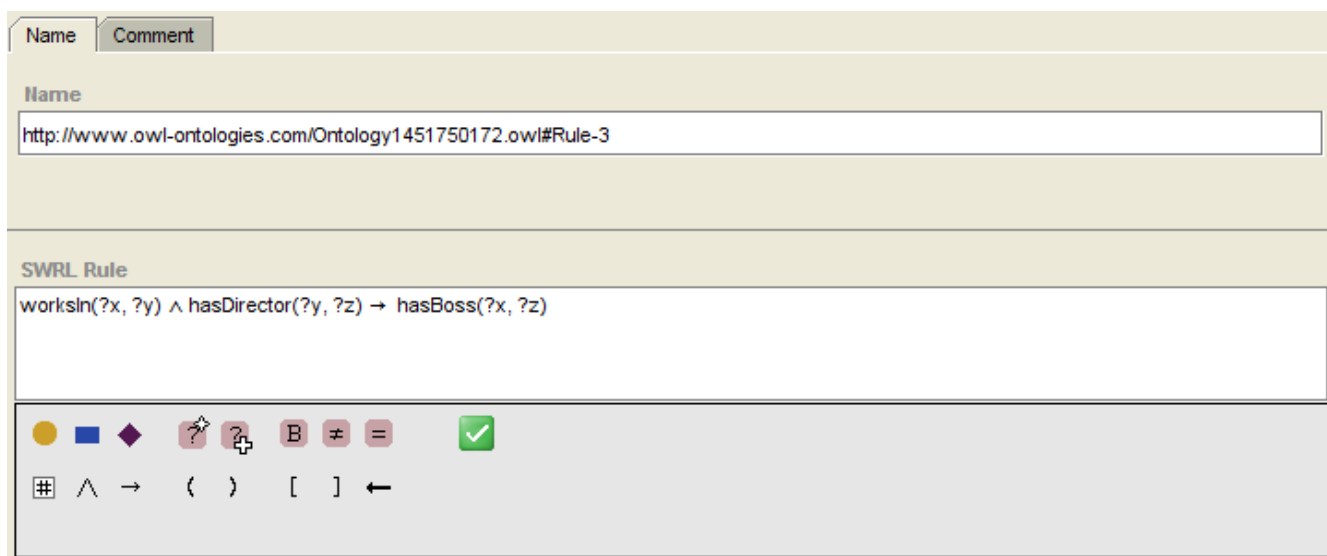 Name Comment
Name
http://www.owl-ontologies.com/Ontology1451750172.owl#Rule-3
SWRL Rule
worksIn(?x, ?y) ∧ hasDirector(?y, ?z) → hasBoss(?x, ?z)
? ? B ≠ =
# ∧ → ( ) [ ] ←